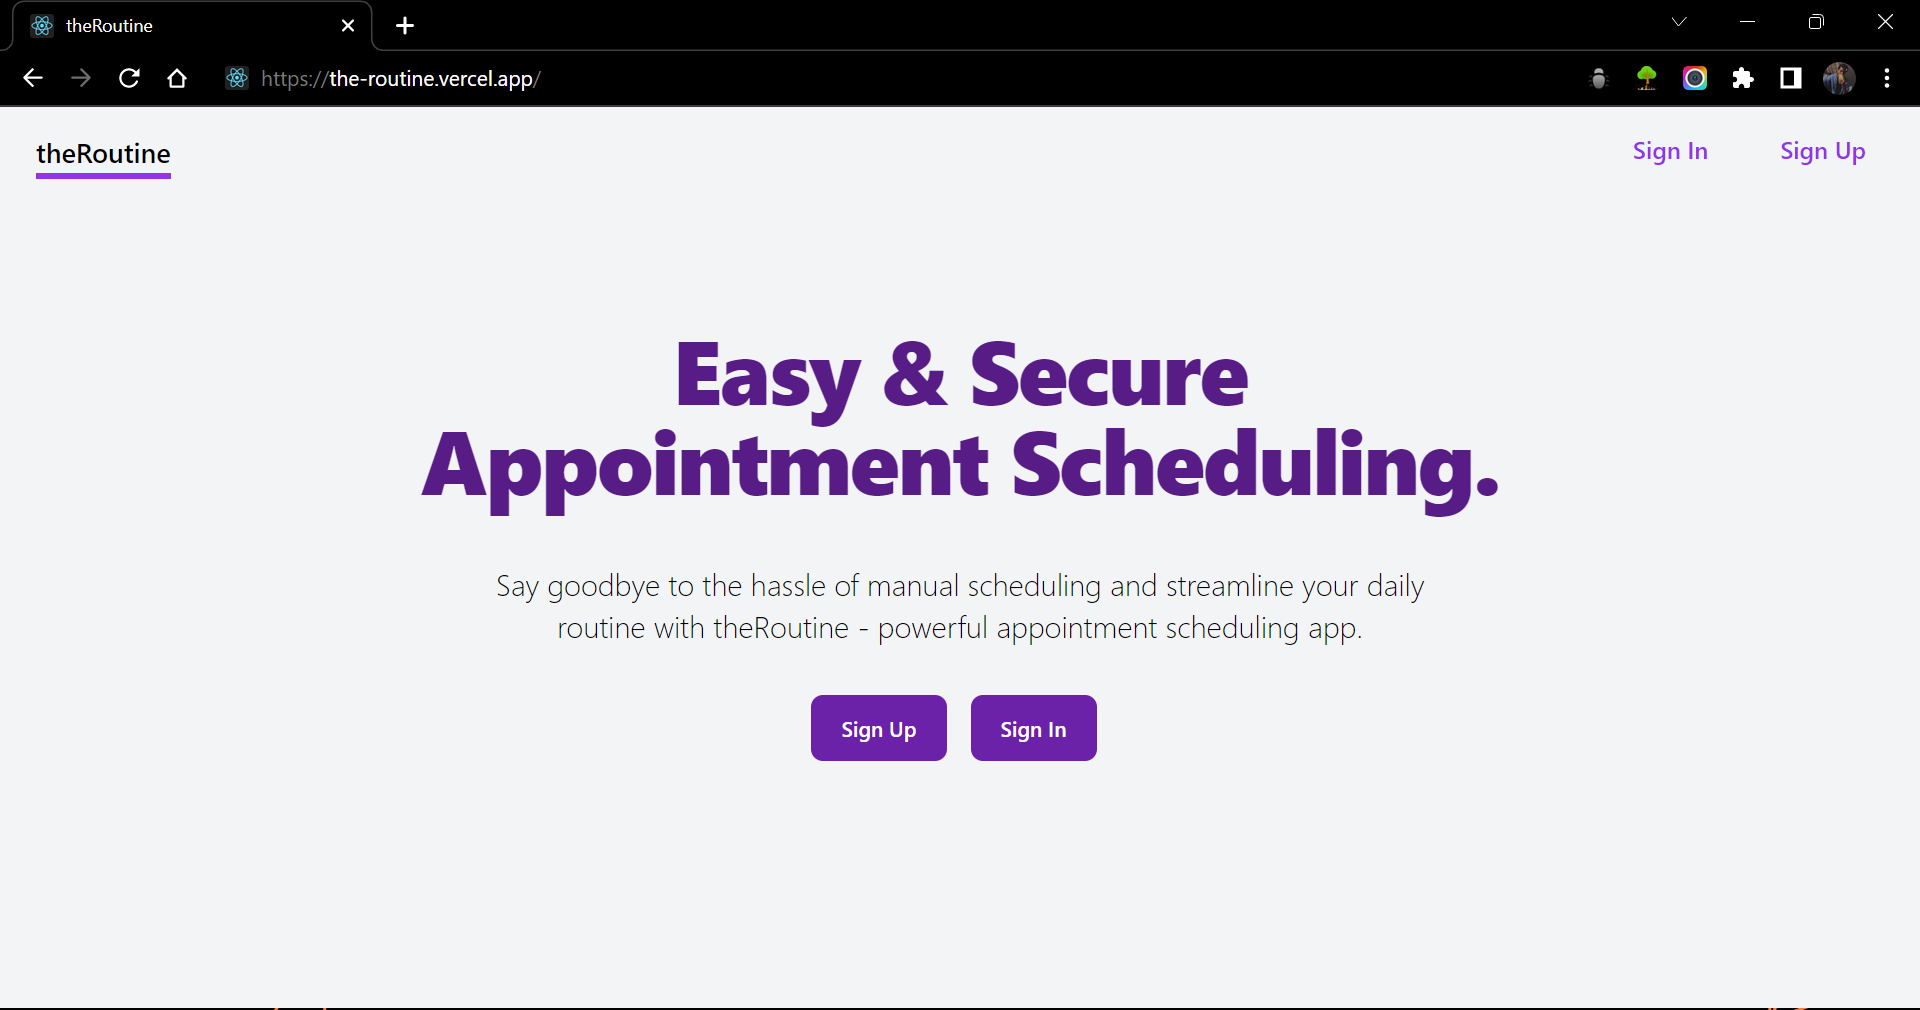 theRoutine
https://the-routine.vercel.app/
theRoutine
Sign In
Sign Up
Easy & Secure
Appointment Scheduling.
Say goodbye to the hassle of manual scheduling and streamline your daily
routine with theRoutine - powerful appointment scheduling app.
Sign Up
Sign In